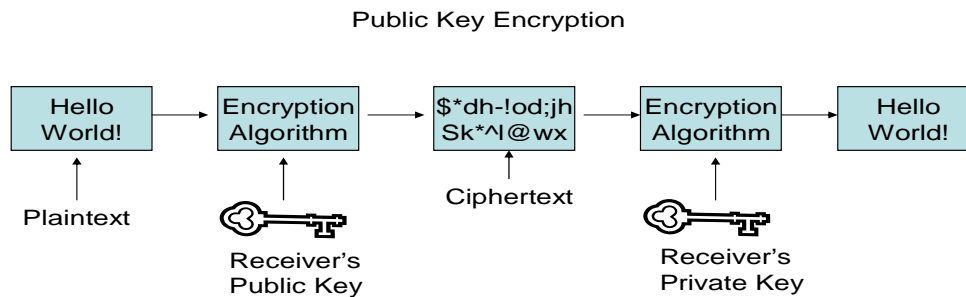 Public Key Encryption
Hello
World!
Encryption
Algorithm
$*dh-!od;jh
Sk*^l@wx
Encryption
Algorithm
Hello
World!
Plaintext
Ciphertext
Receiver's
Public Key
Receiver's
Private Key